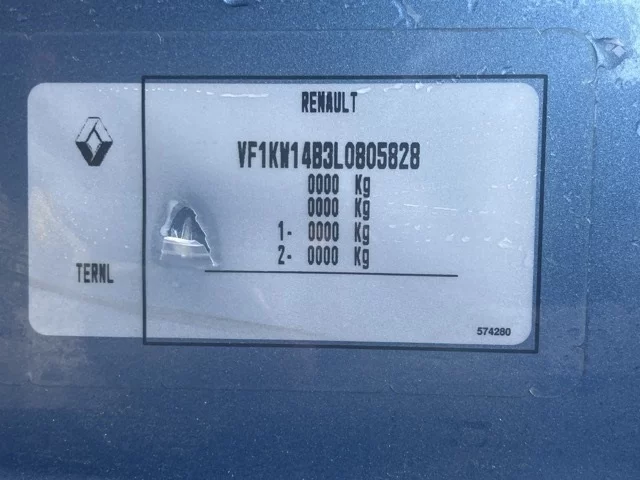 RENAULT
VF1KW14B3L0805828
0000 Kg
0000 Kg
1- 0000 Kg
2- 0000 Kg
TERNL
574280